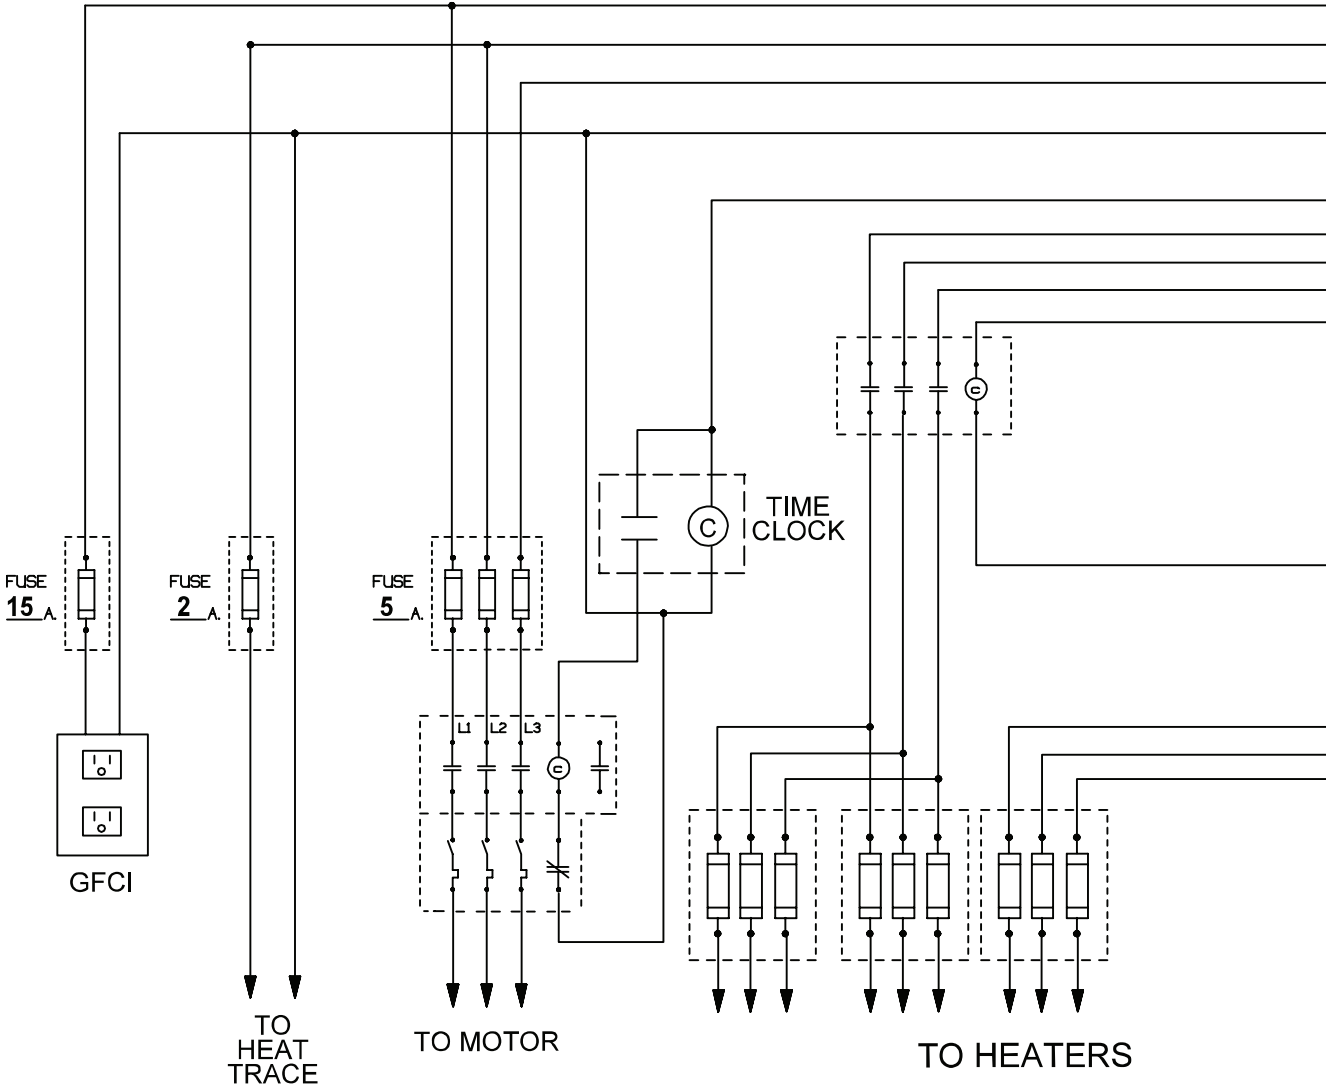 FUSE
15 A.
FUSE
2 A.
FUSE
5 A.
TIME
CLOCK
C
L1 L2 L3
GFCI
TO
HEAT
TRACE
TO MOTOR
TO HEATERS